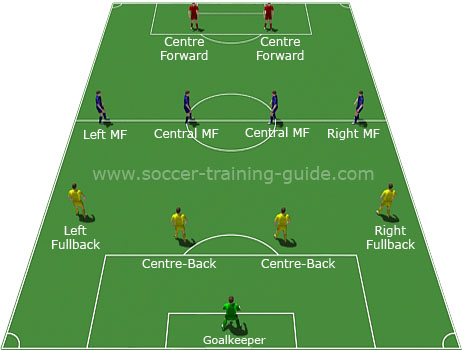 Centre
Forward
Centre
Forward
Left MF
Central MF
Central MF
Right MF
www.soccer-training-guide.com
Left
Fullback
Right
Fullback
Centre-Back
Centre-Back
Goalkeeper